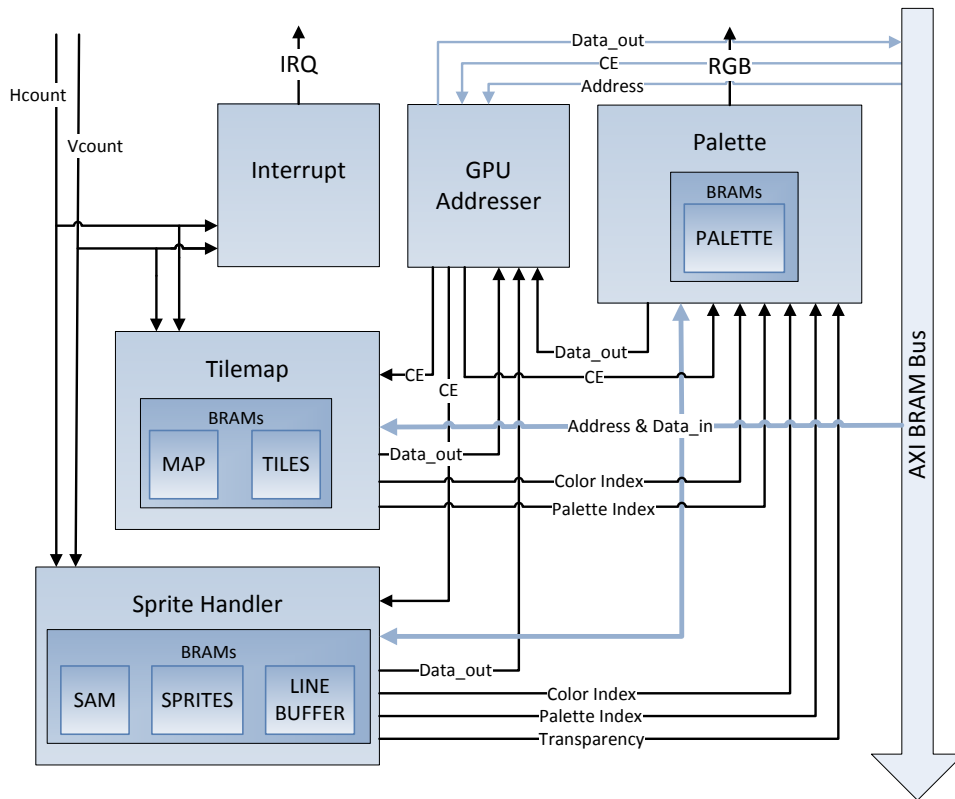 Data_out
IRQ
CE
RGB
Address
Hcount
Vcount
Interrupt
GPU
Addresser
Palette
BRAMs
PALETTE
Data_out
Tilemap
CE
CE
CE
BRAMs
MAP
TILES
Address & Data_in
Data_out
Color Index
Palette Index
AXI BRAM Bus
Sprite Handler
BRAMs
SAM
SPRITES
LINE
BUFFER
Data_out
Color Index
Palette Index
Transparency